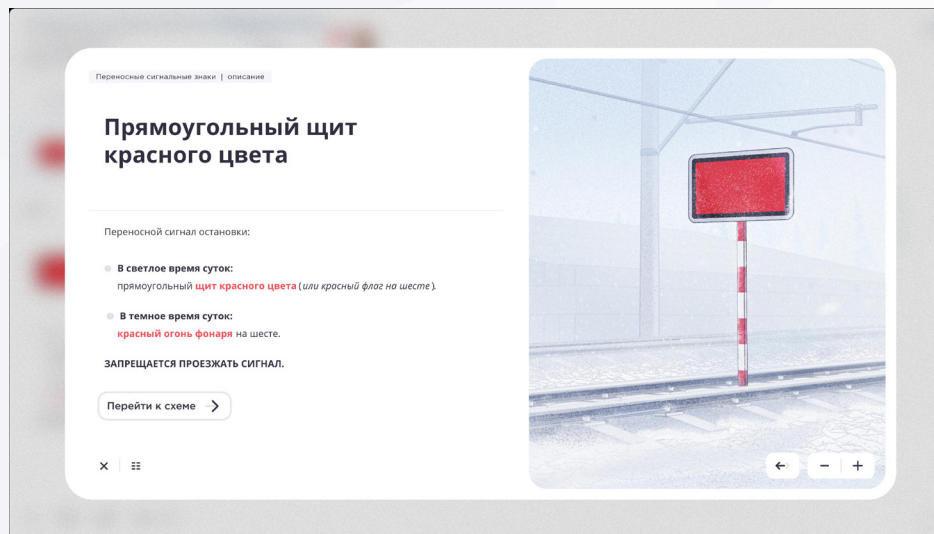 Переносные сигнальные знаки | описание
Прямоугольный щит
красного цвета
Переносной сигнал остановки:
В светлое время суток:
прямоугольный щит красного цвета (или красный флаг на шесте).
В темное время суток:
красный огонь фонаря на шесте.
ЗАПРЕЩАЕТСЯ ПРОЕЗЖАТЬ СИГНАЛ.
Перейти к схеме